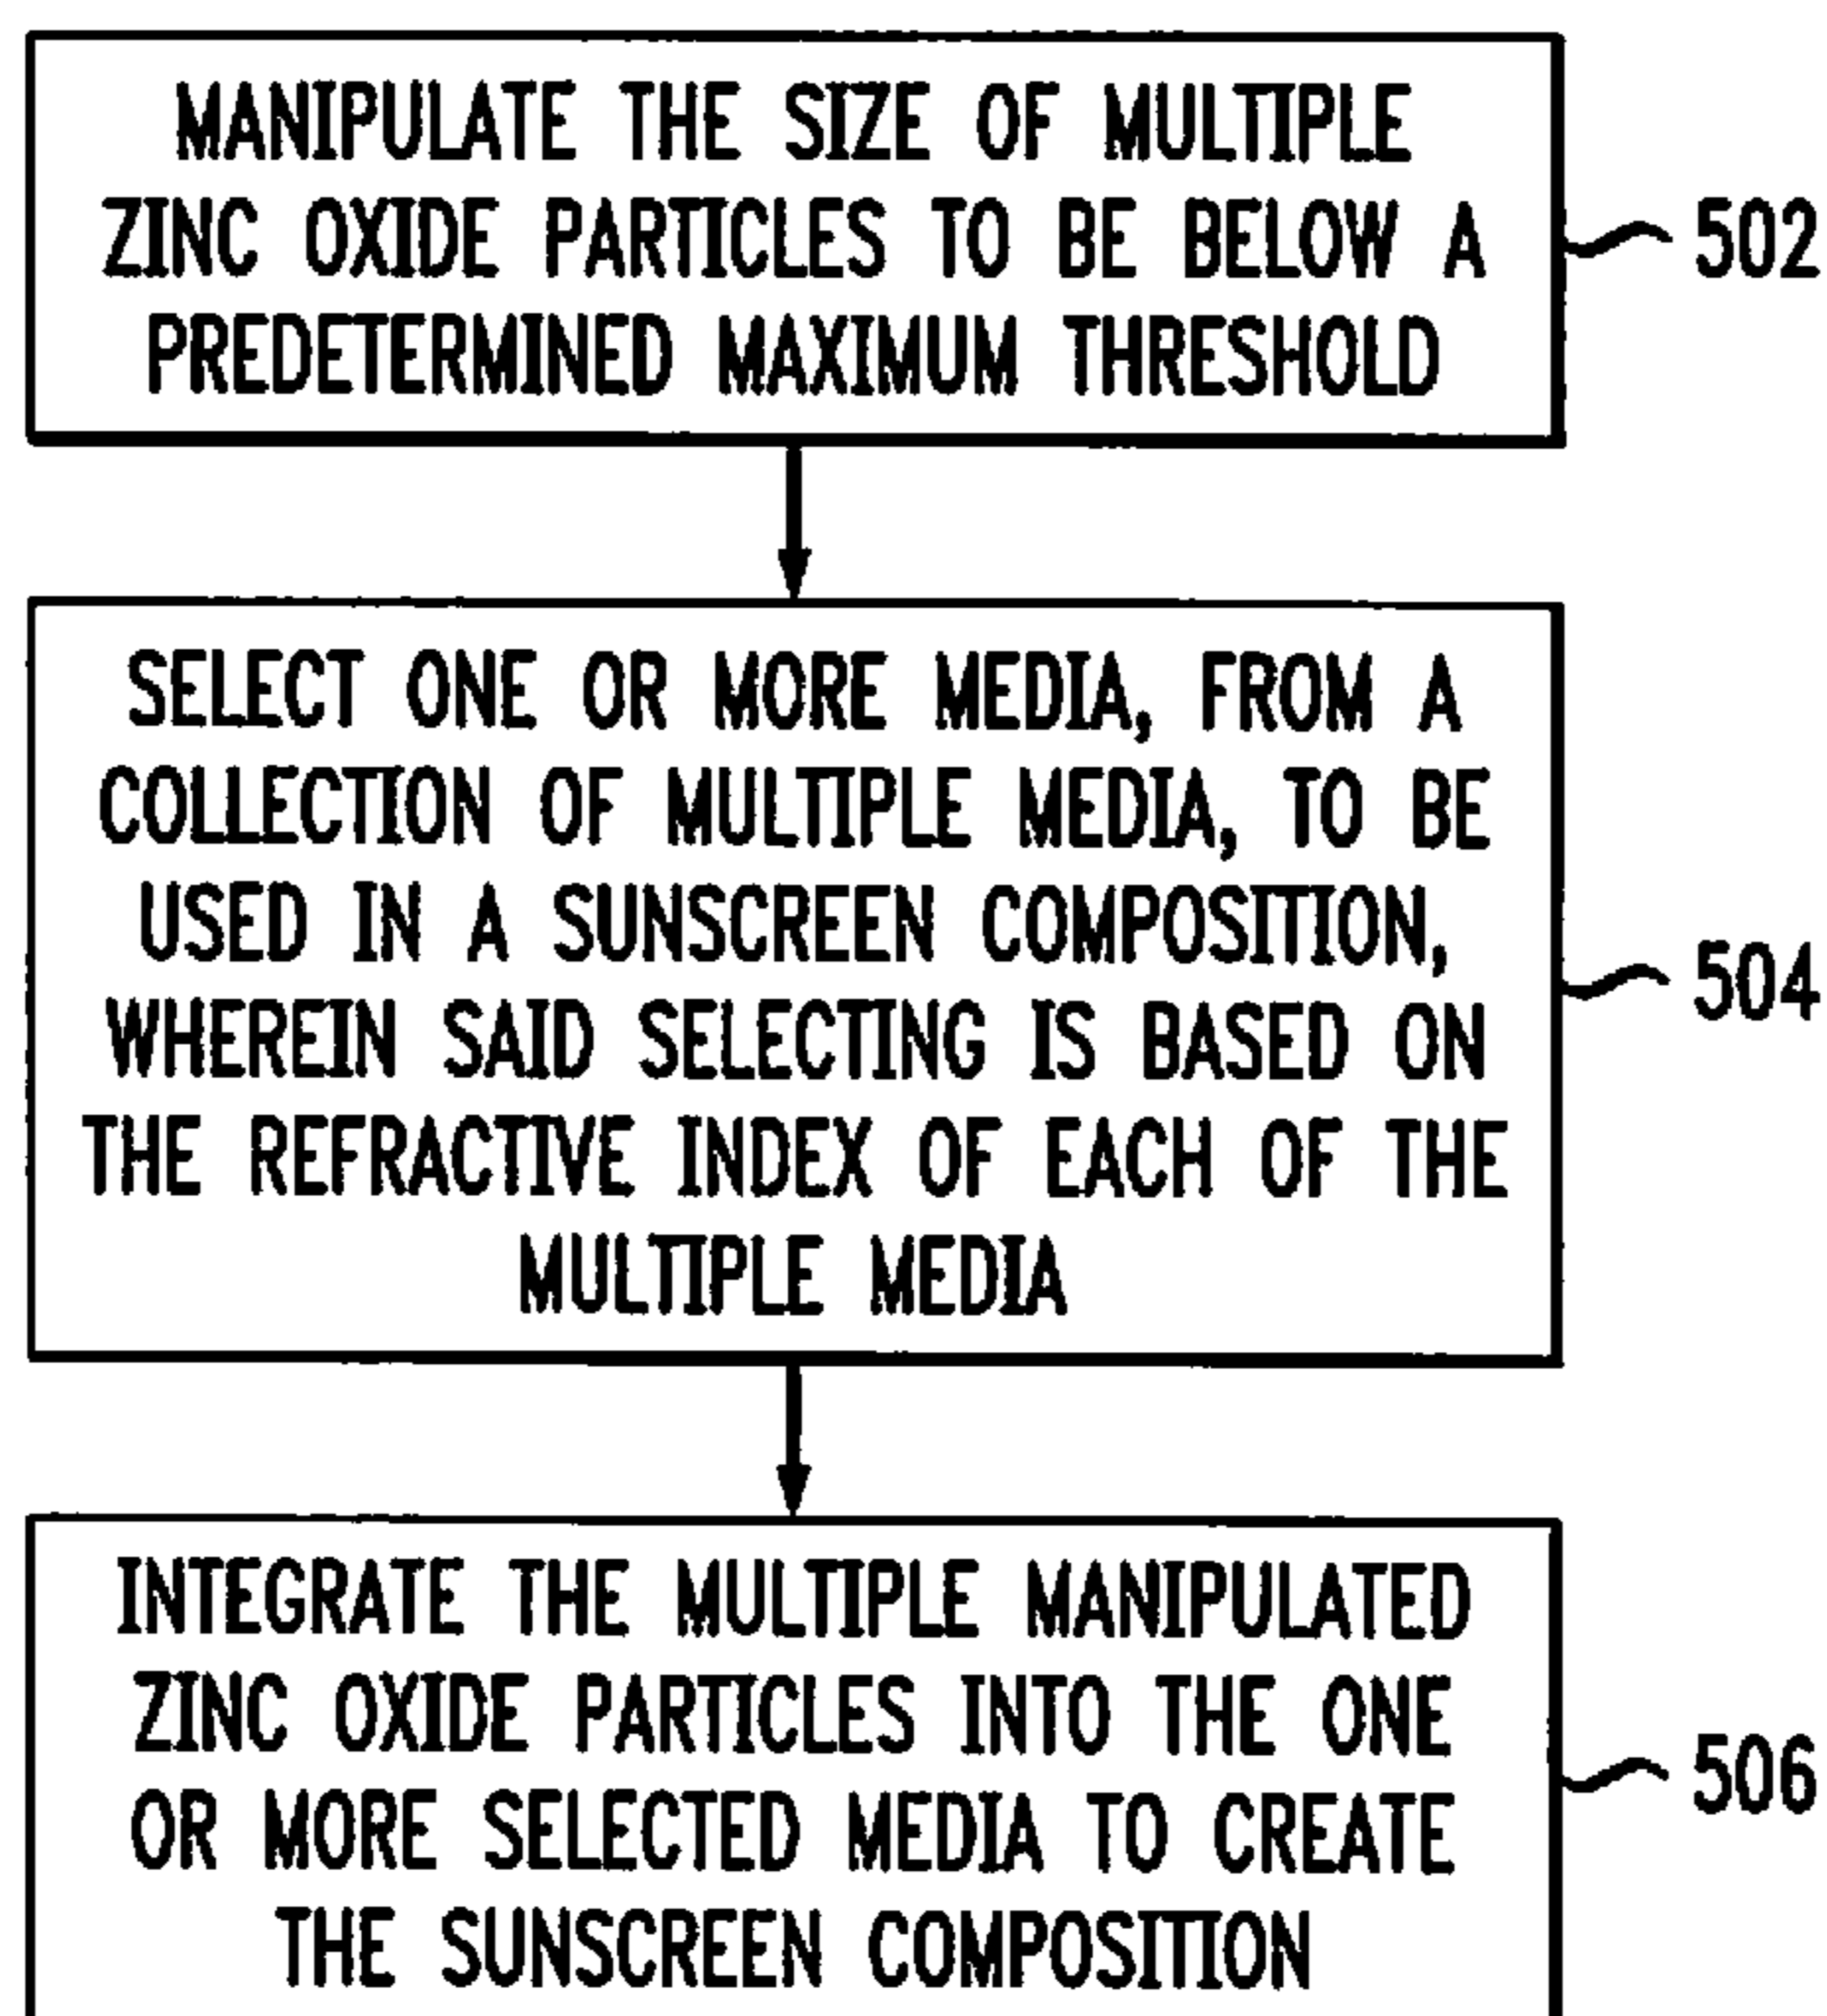 MANIPULATE THE SIZE OF MULTIPLE
ZINC OXIDE PARTICLES TO BE BELOW A
PREDETERMINED MAXIMUM THRESHOLD
502
SELECT ONE OR MORE MEDIA, FROM A
COLLECTION OF MULTIPLE MEDIA, TO BE
USED IN A SUNSCREEN COMPOSITION,
WHEREIN SAID SELECTING IS BASED ON
THE REFRACTIVE INDEX OF EACH OF THE
MULTIPLE MEDIA
504
INTEGRATE THE MULTIPLE MANIPULATED
ZINC OXIDE PARTICLES INTO THE ONE
OR MORE SELECTED MEDIA TO CREATE
THE SUNSCREEN COMPOSITION
506